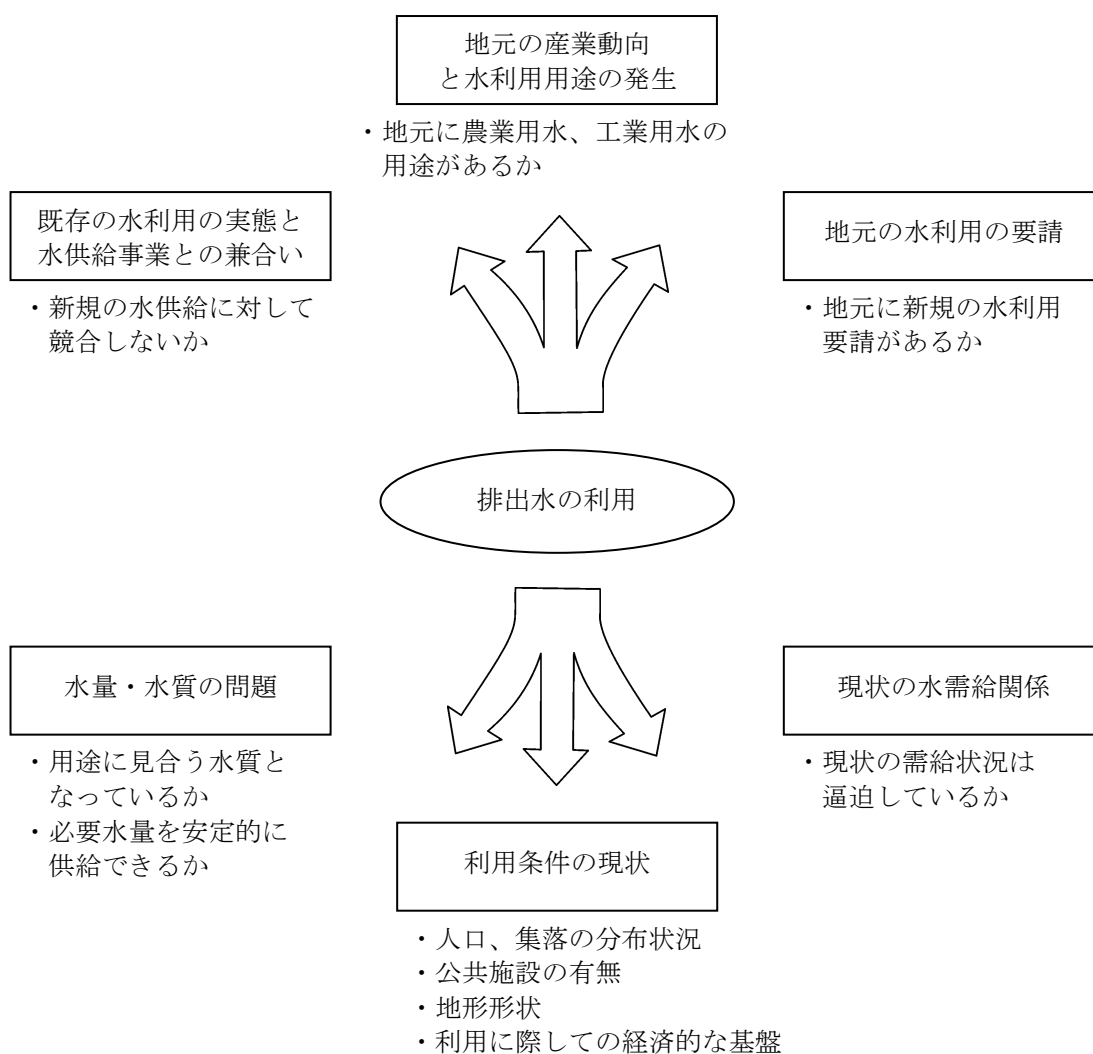 地元の産業動向
と水利用用途の発生
・地元に農業用水、工業用水の
用途があるか
既存の水利用の実態と
水供給事業との兼合い
・新規の水供給に対して
競合しないか
地元の水利用の要請
・地元に新規の水利用
要請があるか
排出水の利用
水量・水質の問題
・用途に見合う水質と
なっているか
・必要水量を安定的に
供給できるか
現状の水需給関係
・現状の需給状況は
逼迫しているか
利用条件の現状
・人口、集落の分布状況
・公共施設の有無
・地形形状
・利用に際しての経済的な基盤